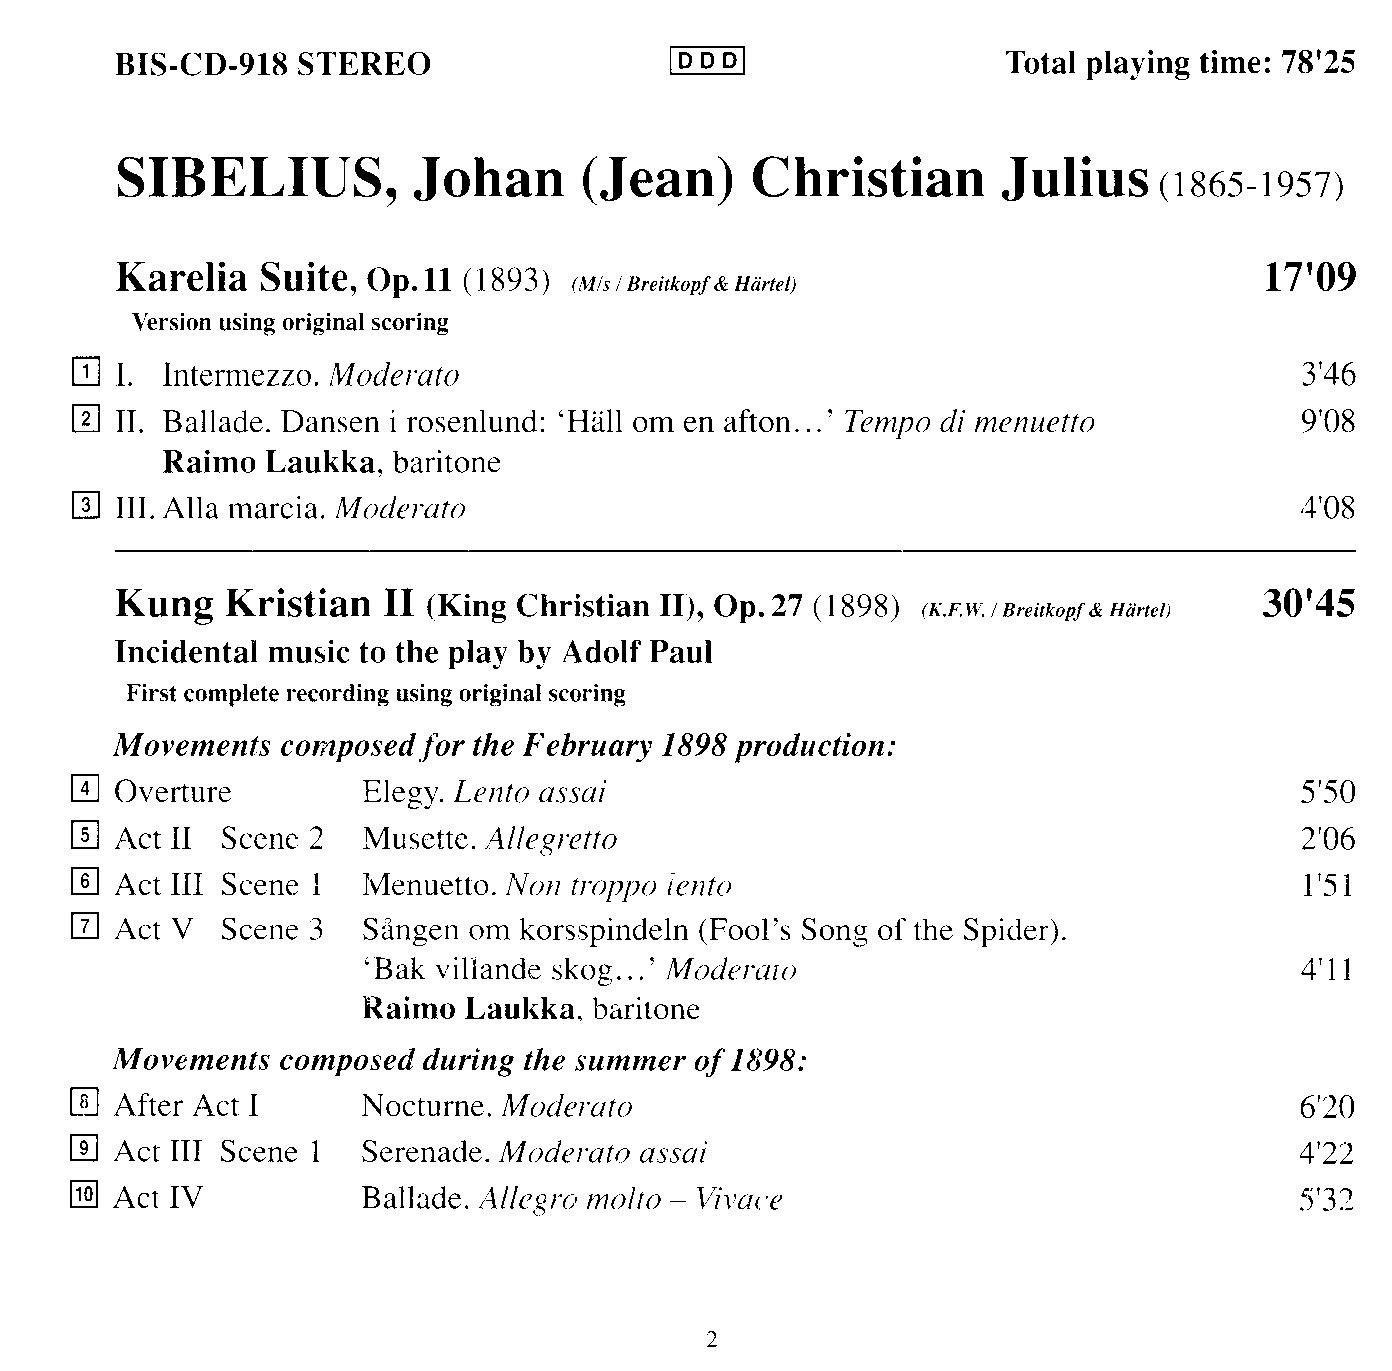 BIS-CD-918 STEREO DDD Total playing time: 78'25
SIBELIUS, Johan (Jean) Christian Julius (1865-1957)
Karelia Suite, Op. 11 (1893) (M/s / Breitkopf & Härtel) 17'09
Version using original scoring
1 I. Intermezzo. Moderato 3'46
2 II. Ballade. Dansen i rosenlund: ‘Häll om en afton...’ Tempo di menuetto 9'08
Raimo Laukka, baritone
3 III. Alla marcia. Moderato 4'08
Kung Kristian II (King Christian II), Op. 27 (1898) (K.F.W. / Breitkopf & Härtel) 30'45
Incidental music to the play by Adolf Paul
First complete recording using original scoring
Movements composed for the February 1898 production:
4 Overture Elegy. Lento assai 5'50
5 Act II Scene 2 Musette. Allegretto 2'06
6 Act III Scene 1 Menuetto. Non troppo lento 1'51
7 Act V Scene 3 Sången om korsspindeln (Fool’s Song of the Spider).
‘Bak villande skog...’ Moderato 4'11
Raimo Laukka, baritone
Movements composed during the summer of 1898:
8 After Act I Nocturne. Moderato 6'20
9 Act III Scene 1 Serenade. Moderato assai 4'22
10 Act IV Ballade. Allegro molto – Vivace 5'32
2